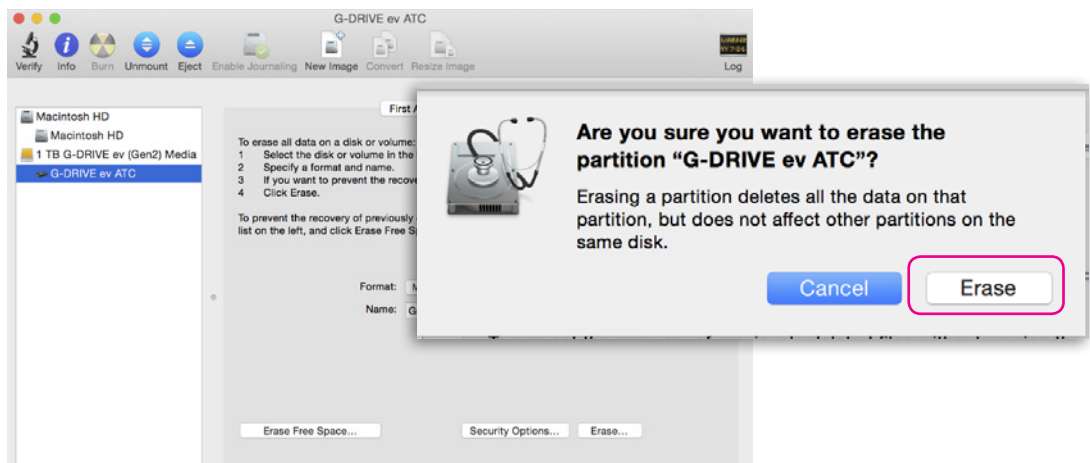 G-DRIVE ev ATC
Verify Info Burn Unmount Eject Enable Journaling New Image Convert Resize Image Log
Macintosh HD
Macintosh HD
1 TB G-DRIVE ev (Gen2) Media
G-DRIVE ev ATC
First
To erase all data on a disk or volume:
1 Select the disk or volume in the
2 Specify a format and name.
3 If you want to prevent the
4 Click Erase.
To prevent the recovery of previously
list on the left, and click Erase Free
Format:
Name:
Erase Free Space... Security Options... Erase...
Are you sure you want to erase the
partition “G-DRIVE ev ATC”?
Erasing a partition deletes all the data on that
partition, but does not affect other partitions on the
same disk.
Cancel Erase